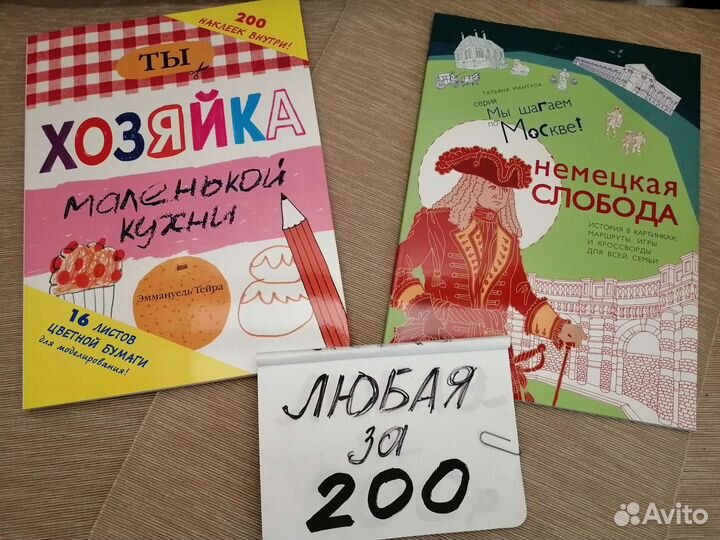 200
НАКЛЕЕК ВНУТРИ!
ТЫ
ХОЗЯЙКА
маленькой
кухни
Эммануель Тейра
16 ЛИСТОВ
ЦВЕТНОЙ БУМАГИ
для моделирования!
ТАТЬЯНА МАНТУЛА
серия Мы шагаем
по Москве!
немецкая
СЛОБОДА
ИСТОРИЯ В КАРТИНКАХ,
МАРШРУТЫ, ИГРЫ
И КРОССВОРДЫ
ДЛЯ ВСЕЙ СЕМЬИ
ЛЮБАЯ
за
200
Avito